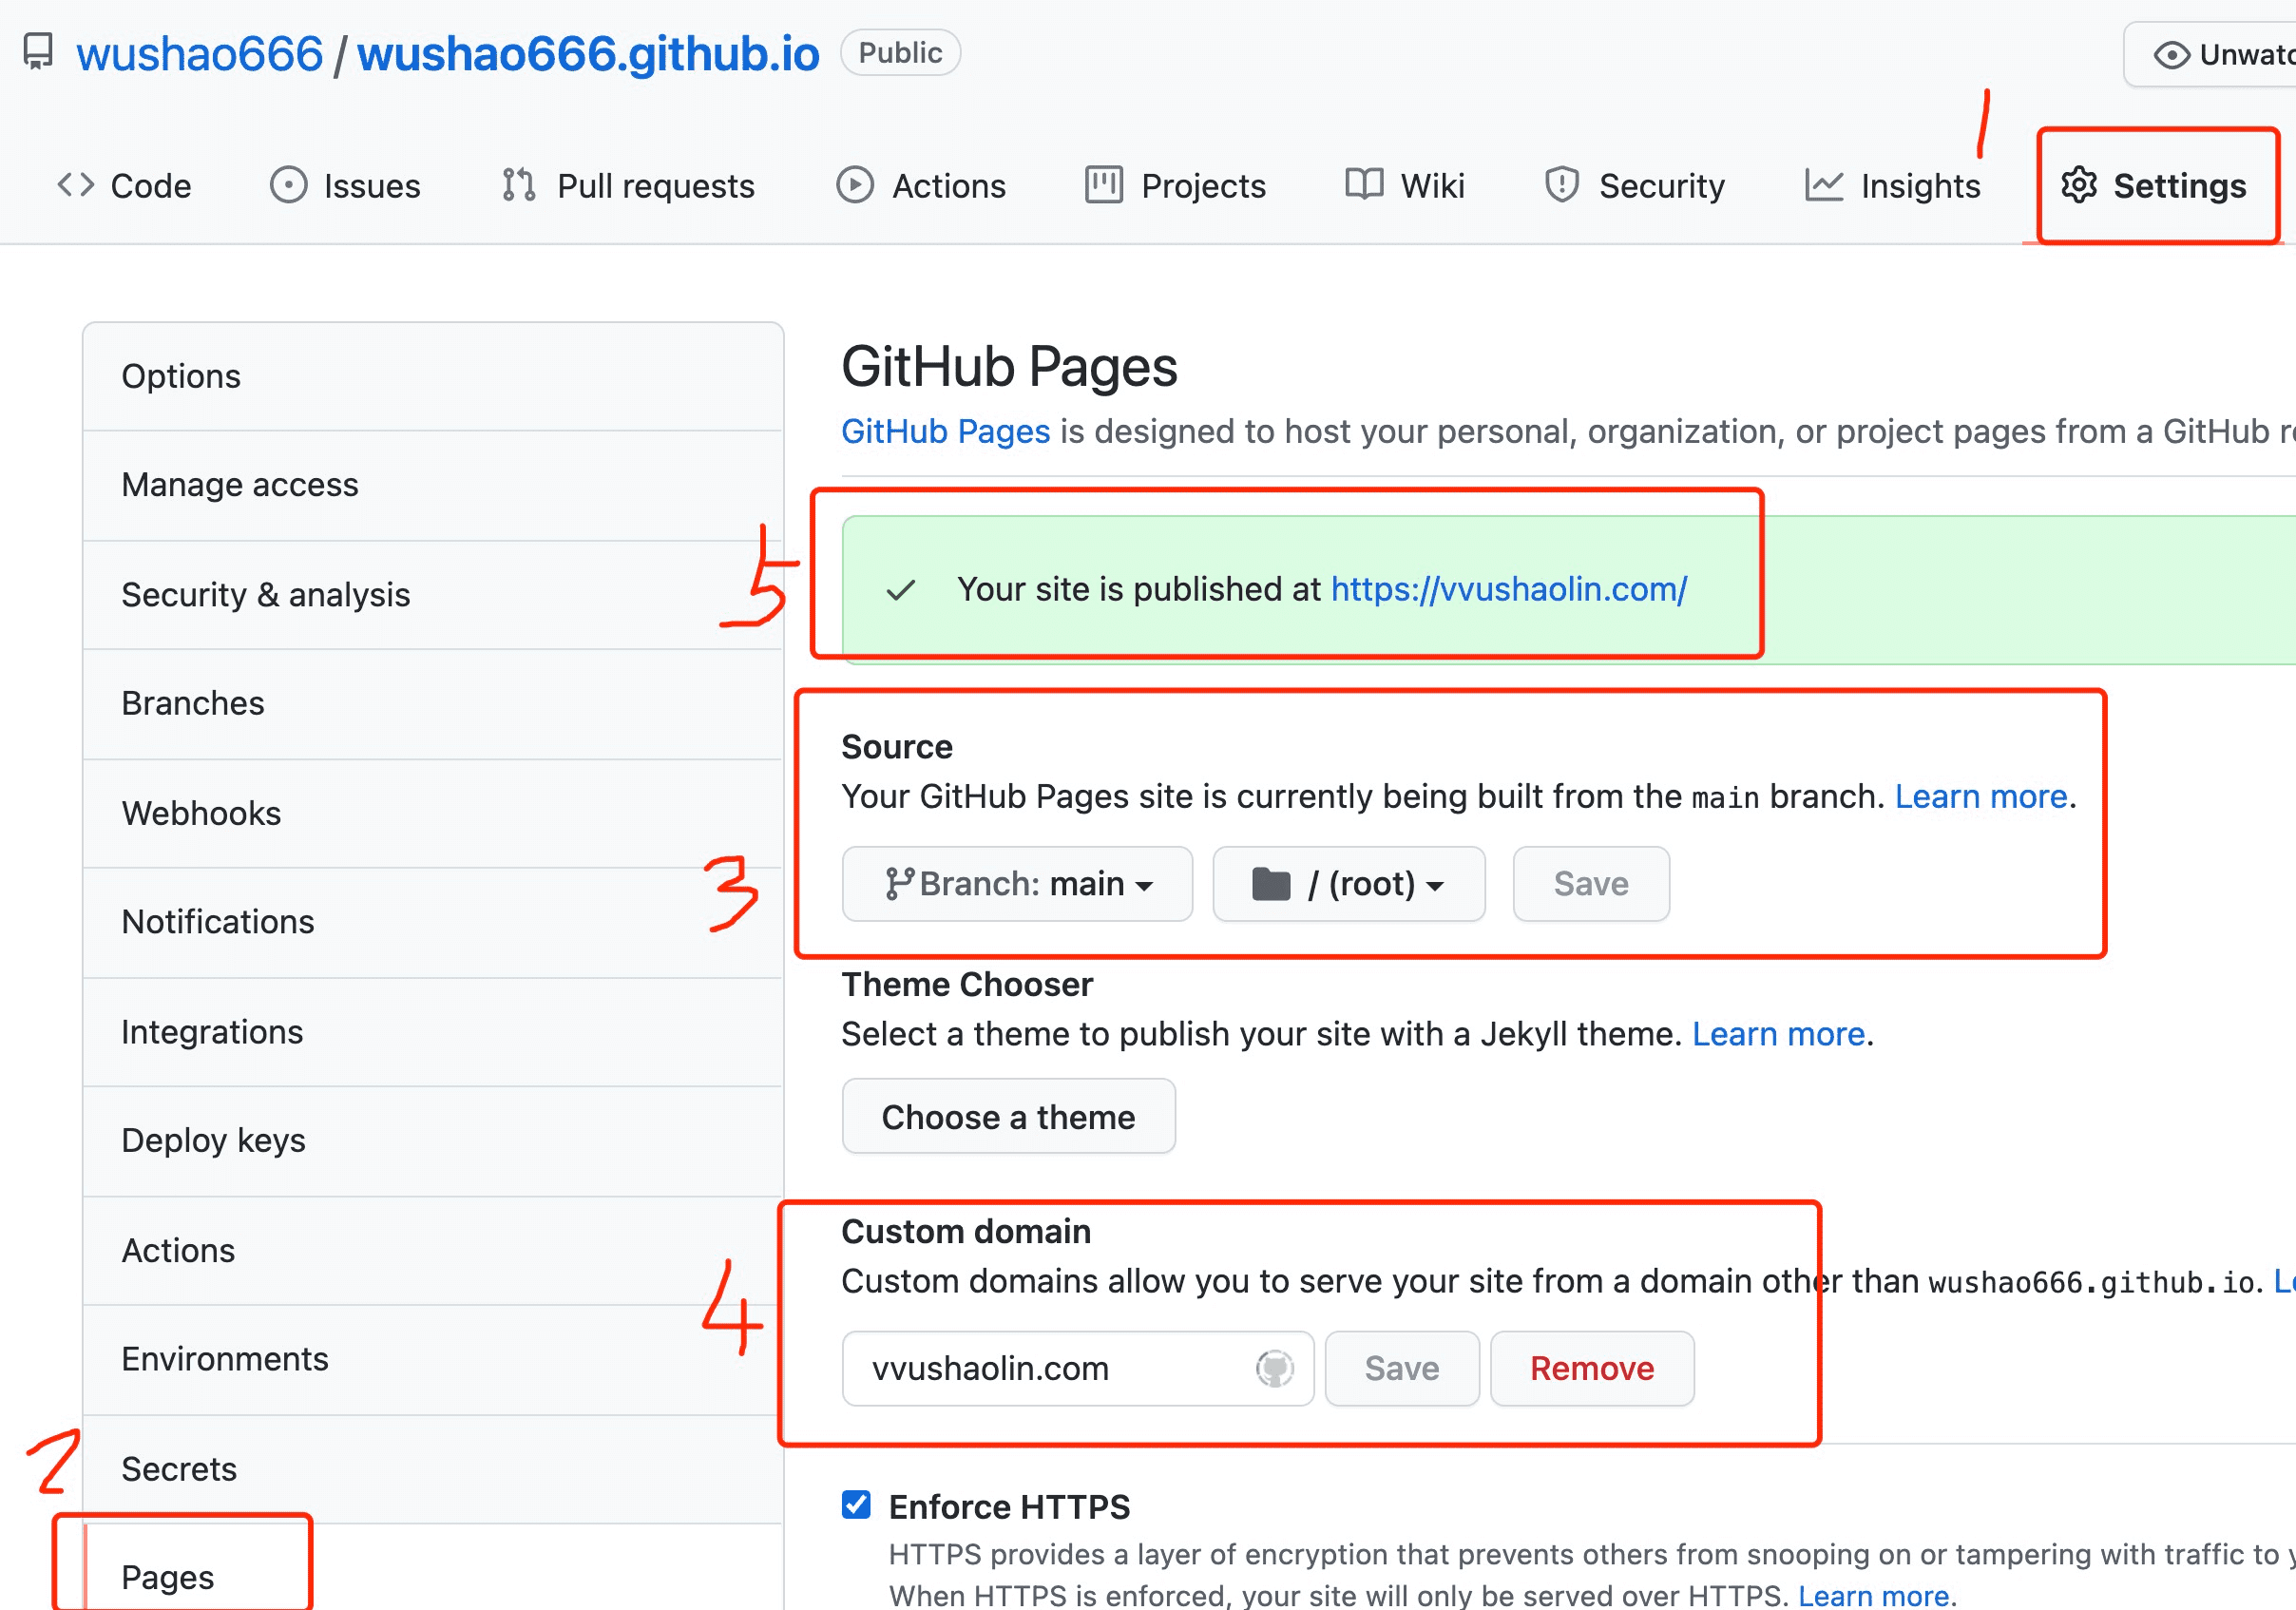 wushao666 / wushao666.github.io Public
Unwatc
1
Code Issues Pull requests Actions Projects Wiki Security Insights Settings
Options
Manage access
Security & analysis
Branches
Webhooks
Notifications
Integrations
Deploy keys
Actions
Environments
Secrets
2
Pages
GitHub Pages
GitHub Pages is designed to host your personal, organization, or project pages from a GitHub re
5
Your site is published at https://vvushaolin.com/
3
Source
Your GitHub Pages site is currently being built from the main branch. Learn more.
Branch: main / (root) Save
Theme Chooser
Select a theme to publish your site with a Jekyll theme. Learn more.
Choose a theme
4
Custom domain
Custom domains allow you to serve your site from a domain other than wushao666.github.io. Le
vvushaolin.com Save Remove
Enforce HTTPS
HTTPS provides a layer of encryption that prevents others from snooping on or tampering with traffic to y
When HTTPS is enforced, your site will only be served over HTTPS. Learn more.